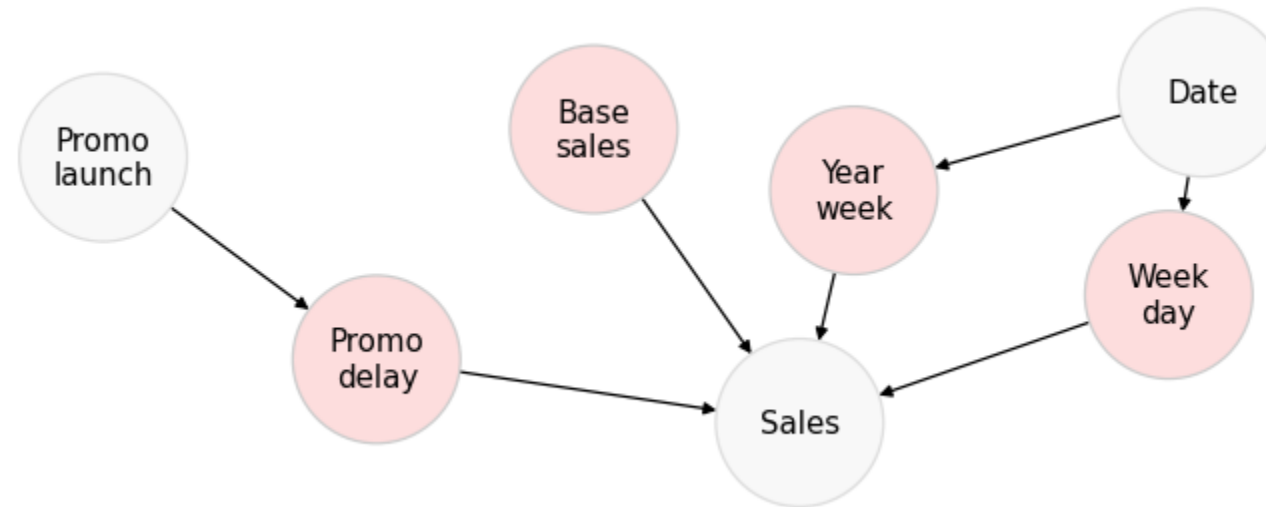 Promo
launch
Base
sales
Year
week
Date
Week
day
Promo
delay
Sales